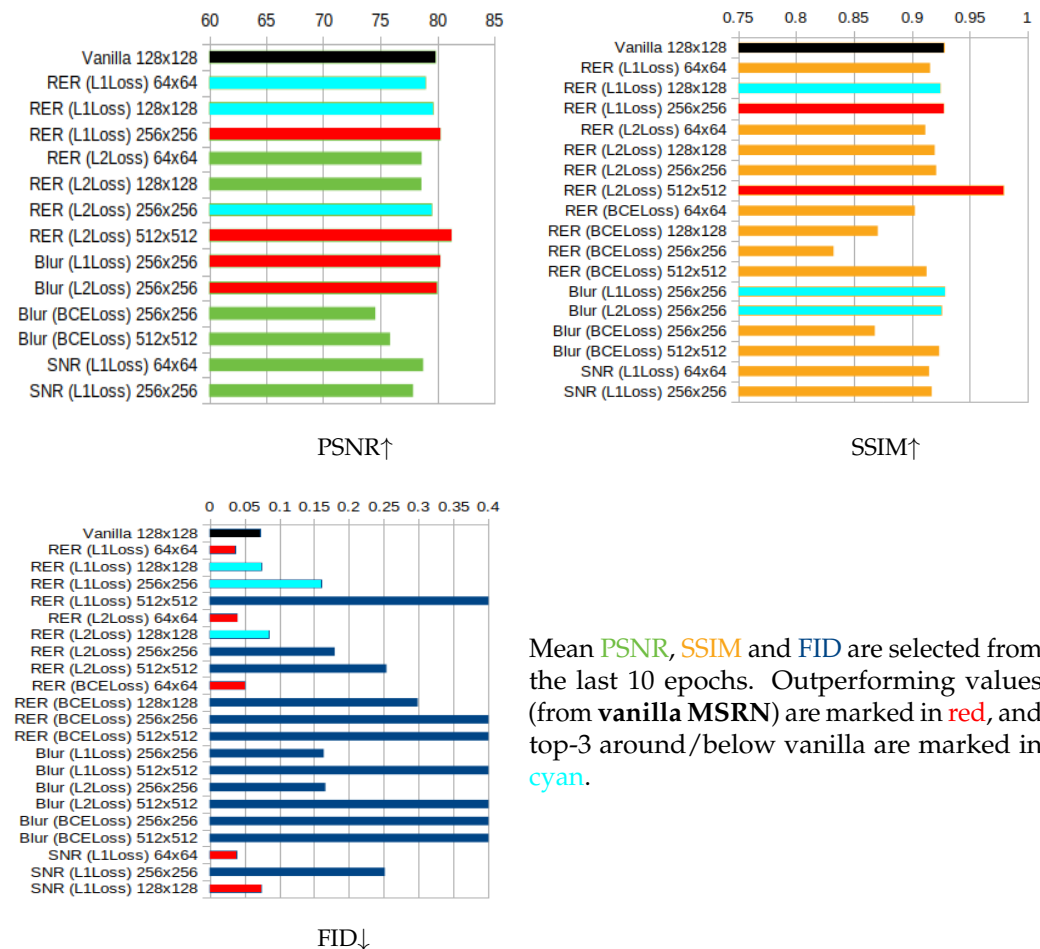 60 65 70 75 80 85
Vanilla 128x128
RER (L1Loss) 64x64
RER (L1Loss) 128x128
RER (L1Loss) 256x256
RER (L2Loss) 64x64
RER (L2Loss) 128x128
RER (L2Loss) 256x256
RER (L2Loss) 512x512
Blur (L1Loss) 256x256
Blur (L2Loss) 256x256
Blur (BCELoss) 256x256
Blur (BCELoss) 512x512
SNR (L1Loss) 64x64
SNR (L1Loss) 256x256
PSNR↑
0.75 0.8 0.85 0.9 0.95 1
Vanilla 128x128
RER (L1Loss) 64x64
RER (L1Loss) 128x128
RER (L1Loss) 256x256
RER (L2Loss) 64x64
RER (L2Loss) 128x128
RER (L2Loss) 256x256
RER (L2Loss) 512x512
RER (BCELoss) 64x64
RER (BCELoss) 128x128
RER (BCELoss) 256x256
RER (BCELoss) 512x512
Blur (L1Loss) 256x256
Blur (L2Loss) 256x256
Blur (BCELoss) 256x256
Blur (BCELoss) 512x512
SNR (L1Loss) 64x64
SNR (L1Loss) 256x256
SSIM↑
0 0.05 0.1 0.15 0.2 0.25 0.3 0.35 0.4
Vanilla 128x128
RER (L1Loss) 64x64
RER (L1Loss) 128x128
RER (L1Loss) 256x256
RER (L1Loss) 512x512
RER (L2Loss) 64x64
RER (L2Loss) 128x128
RER (L2Loss) 256x256
RER (L2Loss) 512x512
RER (BCELoss) 64x64
RER (BCELoss) 128x128
RER (BCELoss) 256x256
RER (BCELoss) 512x512
Blur (L1Loss) 256x256
Blur (L1Loss) 512x512
Blur (L2Loss) 256x256
Blur (L2Loss) 512x512
Blur (BCELoss) 256x256
Blur (BCELoss) 512x512
SNR (L1Loss) 64x64
SNR (L1Loss) 256x256
SNR (L1Loss) 128x128
FID↓
Mean PSNR, SSIM and FID are selected from
the last 10 epochs. Outperforming values
(from vanilla MSRN) are marked in red, and
top-3 around/below vanilla are marked in
cyan.